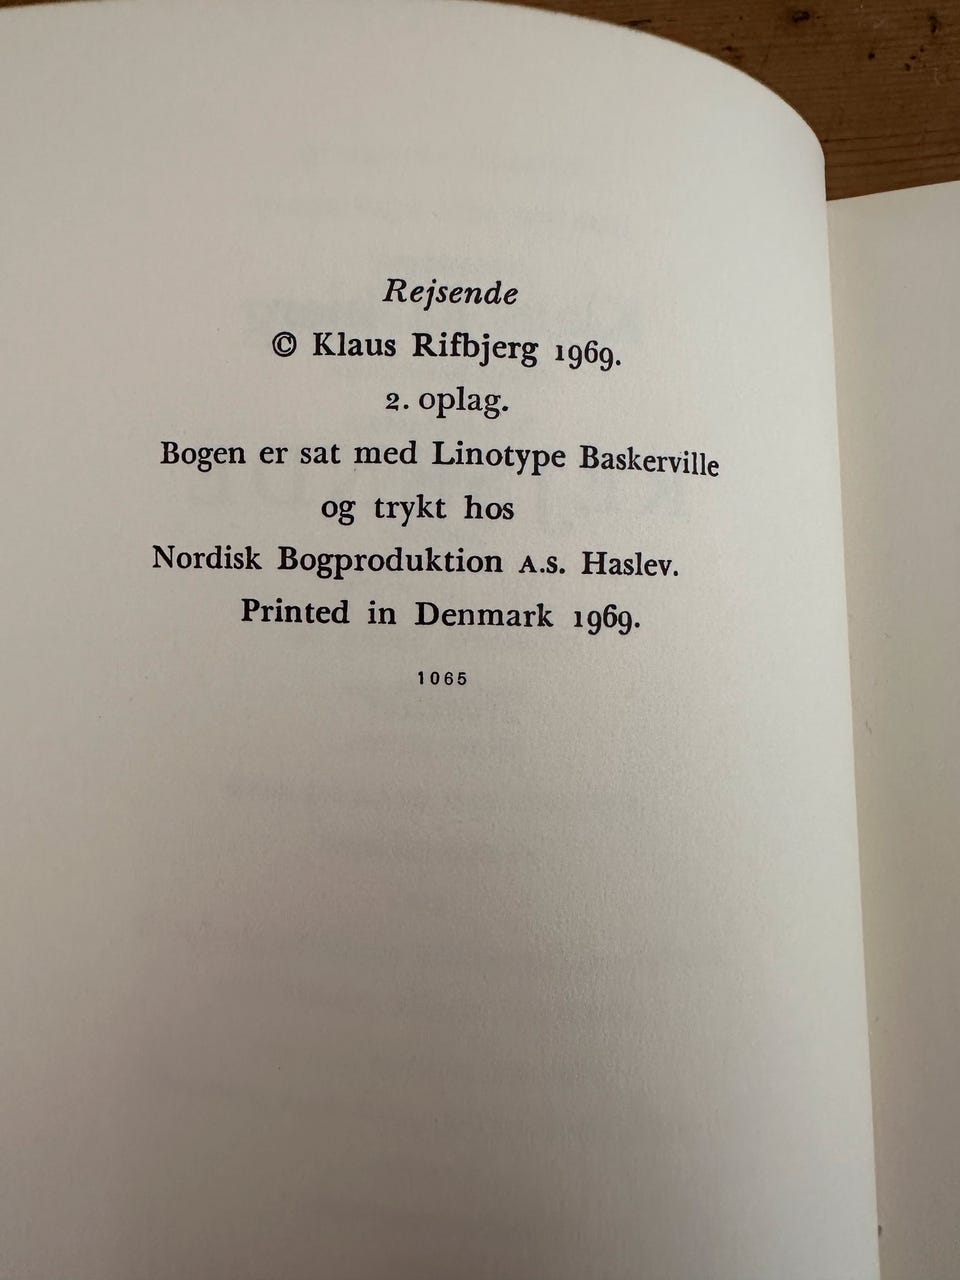 Rejsende
© Klaus Rifbjerg 1969.
2. oplag.
Bogen er sat med Linotype Baskerville
og trykt hos
Nordisk Bogproduktion A.S. Haslev.
Printed in Denmark 1969.
1065